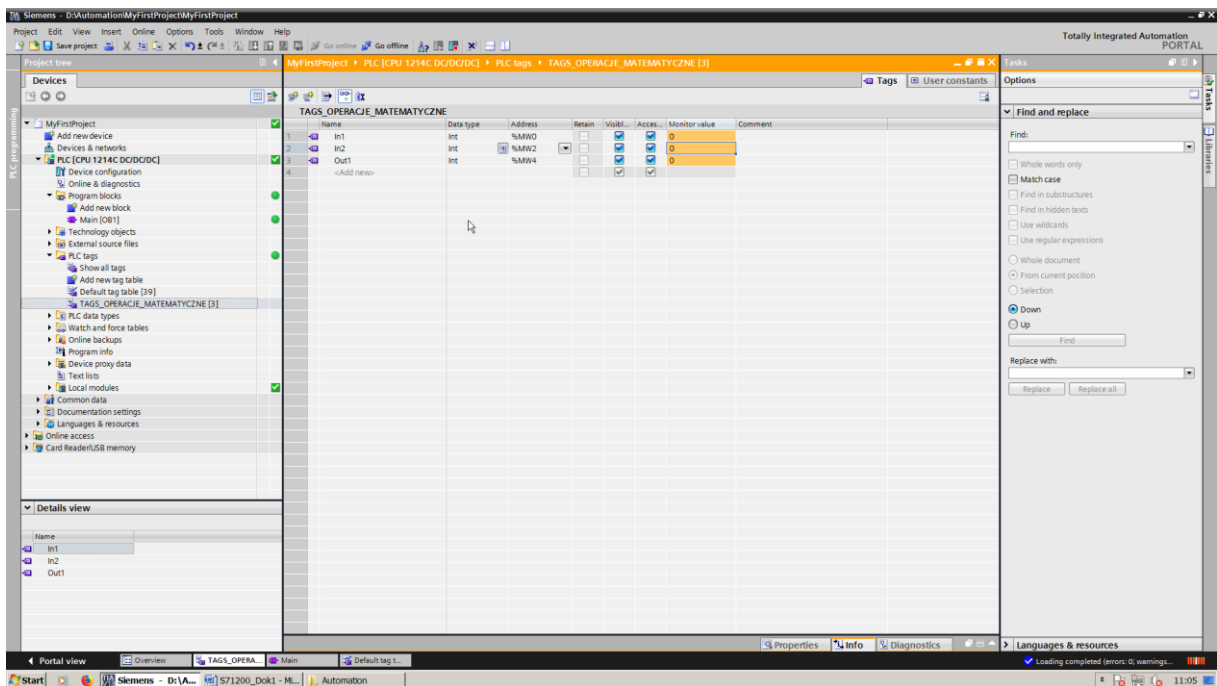 Siemens - D:\Automation\MyFirstProject\MyFirstProject
Project Edit View Insert Online Options Tools Window Help
Save project Go online Go offline
Totally Integrated Automation
PORTAL
Project tree
MyFirstProject PLC [CPU 1214C DC/DC/DC] PLC tags TAGS_OPERACJE_MATEMATYCZNE [3]
Tasks
Devices
Tags User constants
Options
TAGS_OPERACJE_MATEMATYCZNE
Name Data type Address Retain Visibl... Acces... Monitor value Comment
1 In1 Int %MW0 0
2 In2 Int %MW2 0
3 Out1 Int %MW4 0
4 <Add new>
PLC programming
MyFirstProject
Add new device
Devices & networks
PLC [CPU 1214C DC/DC/DC]
Device configuration
Online & diagnostics
Program blocks
Add new block
Main [OB1]
Technology objects
External source files
PLC tags
Show all tags
Add new tag table
Default tag table [39]
TAGS_OPERACJE_MATEMATYCZNE [3]
PLC data types
Watch and force tables
Online backups
Program info
Device proxy data
Text lists
Local modules
Common data
Documentation settings
Languages & resources
Online access
Card Reader/USB memory
Details view
Name
In1
In2
Out1
Find and replace
Find:
Whole words only
Match case
Find in substructures
Find in hidden texts
Use wildcards
Use regular expressions
Whole document
From current position
Selection
Down
Up
Find
Replace with:
Replace Replace all
Languages & resources
Tasks
Libraries
Properties Info Diagnostics
Portal view Overview TAGS_OPERA... Main Default tag t...
Loading completed (errors: 0; warnings...
Start Siemens - D:\A... S71200_Dok1 - Mi... Automation 11:05